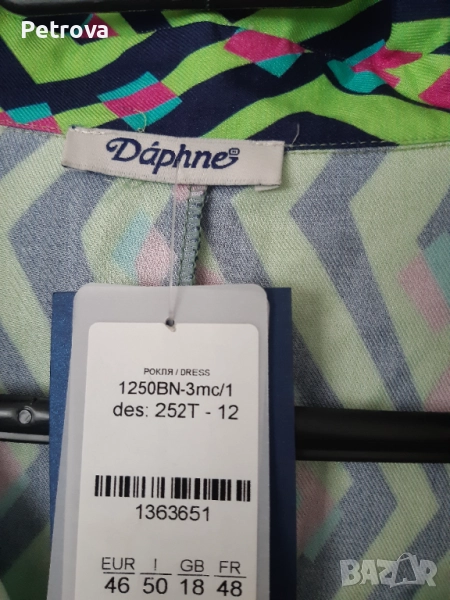 Petrova
Dáphne
РОКЛЯ / DRESS
1250BN-3mc/1
des: 252T - 12
1363651
EUR I GB FR
46 50 18 48
BAZAR